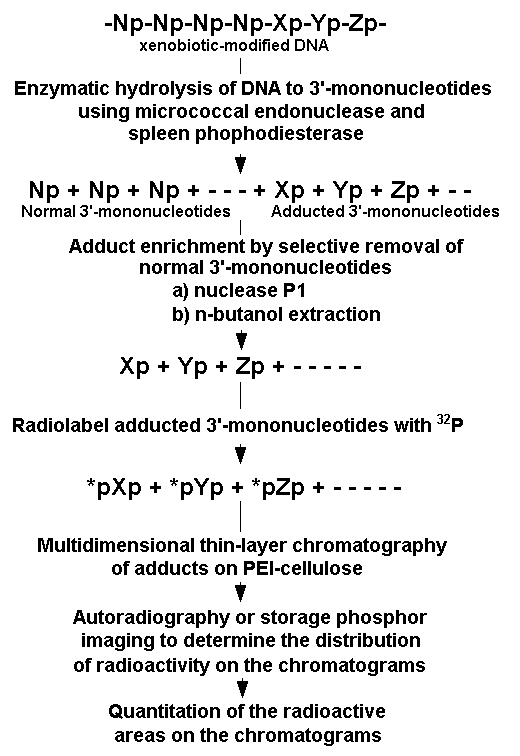 -Np-Np-Np-Np-Xp-Yp-Zp-
xenobiotic-modified DNA
Enzymatic hydrolysis of DNA to 3'-mononucleotides
using micrococcal endonuclease and
spleen phophodiesterase
Np + Np + Np + - - - + Xp + Yp + Zp + - -
Normal 3'-mononucleotides Adducted 3'-mononucleotides
Adduct enrichment by selective removal of
normal 3'-mononucleotides
a) nuclease P1
b) n-butanol extraction
Xp + Yp + Zp + - - - - -
Radiolabel adducted 3'-mononucleotides with ³²P
*pXp + *pYp + *pZp + - - - - -
Multidimensional thin-layer chromatography
of adducts on PEI-cellulose
Autoradiography or storage phosphor
imaging to determine the distribution
of radioactivity on the chromatograms
Quantitation of the radioactive
areas on the chromatograms